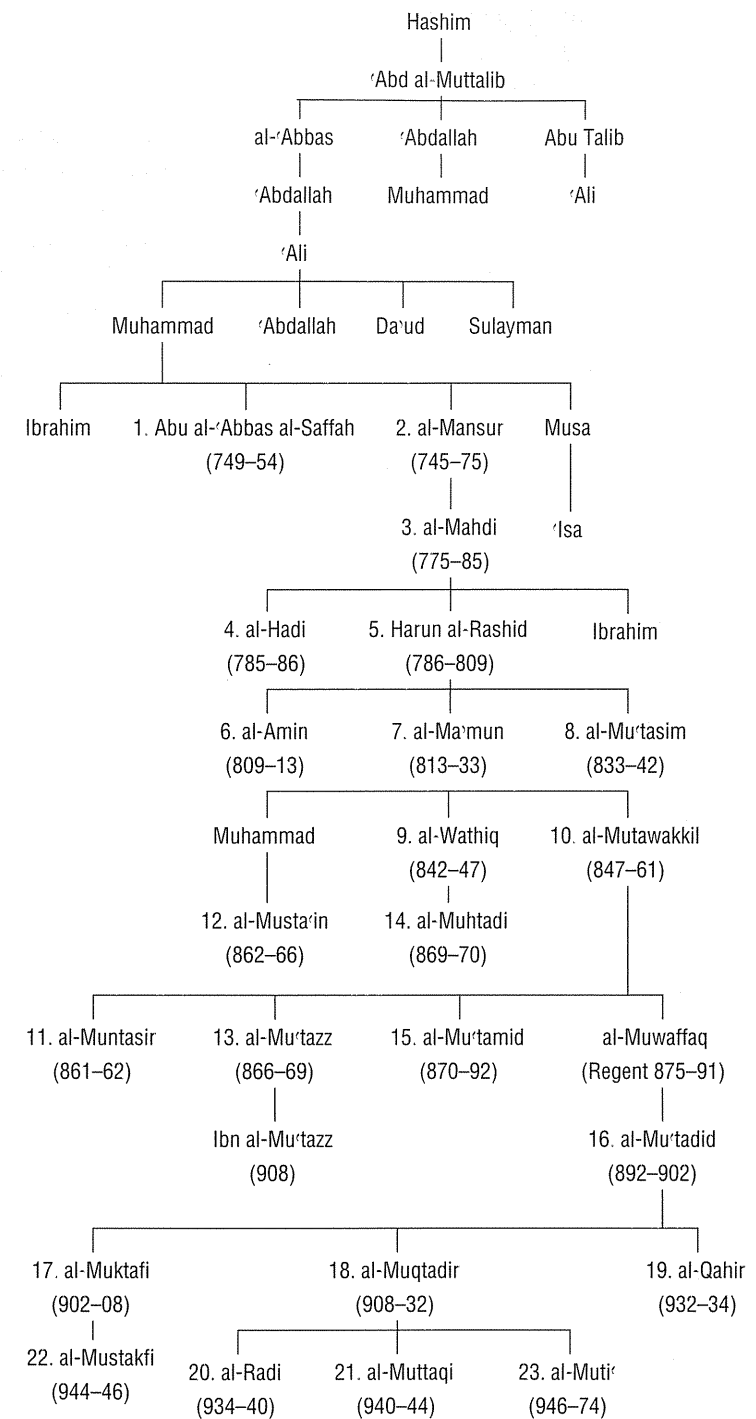 Hashim
ʿAbd al-Muttalib
al-ʿAbbas ʿAbdallah Abu Talib
ʿAbdallah Muhammad ʿAli
ʿAli
Muhammad ʿAbdallah Daʾud Sulayman
Ibrahim 1. Abu al-ʿAbbas al-Saffah 2. al-Mansur Musa
(749–54) (745–75)
3. al-Mahdi ʿIsa
(775–85)
4. al-Hadi 5. Harun al-Rashid Ibrahim
(785–86) (786–809)
6. al-Amin 7. al-Maʾmun 8. al-Muʿtasim
(809–13) (813–33) (833–42)
Muhammad 9. al-Wathiq 10. al-Mutawakkil
(842–47) (847–61)
12. al-Mustaʿin 14. al-Muhtadi
(862–66) (869–70)
11. al-Muntasir 13. al-Muʿtazz 15. al-Muʿtamid al-Muwaffaq
(861–62) (866–69) (870–92) (Regent 875–91)
Ibn al-Muʿtazz 16. al-Muʿtadid
(908) (892–902)
17. al-Muktafi 18. al-Muqtadir 19. al-Qahir
(902–08) (908–32) (932–34)
22. al-Mustakfi 20. al-Radi 21. al-Muttaqi 23. al-Mutiʿ
(944–46) (934–40) (940–44) (946–74)